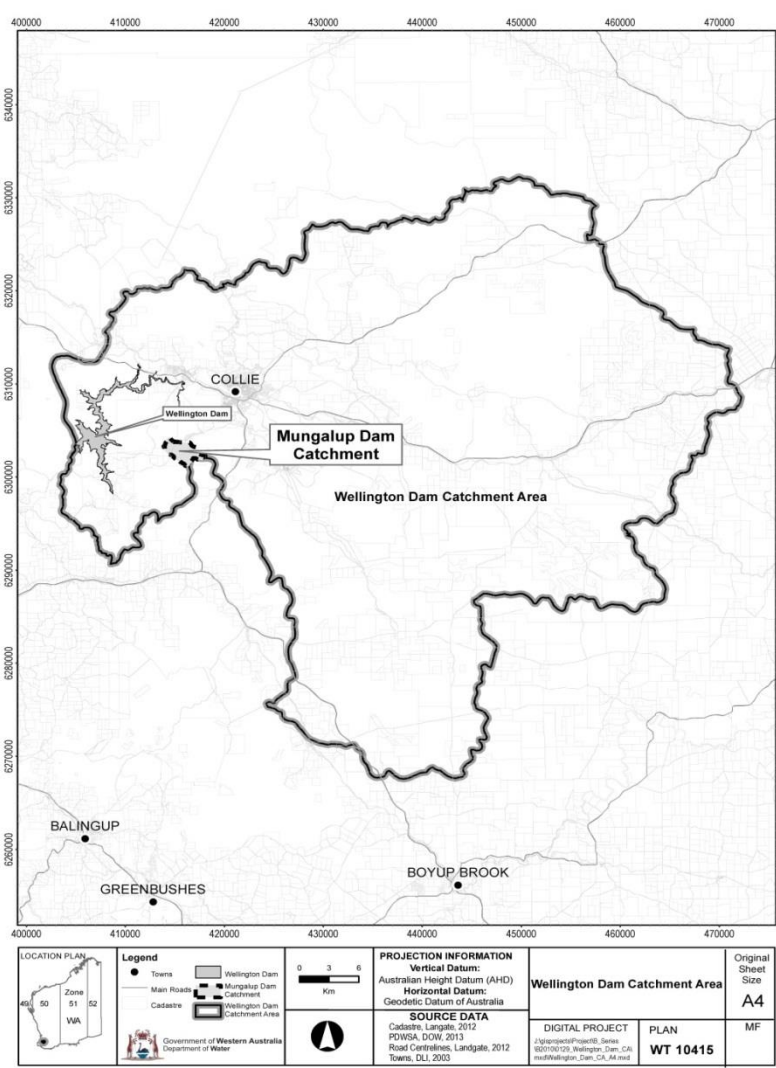 400000 410000 420000 430000 440000 450000 460000 470000
6340000
6330000
6320000
6310000
6300000
6290000
6280000
6270000
6260000
COLLIE
Wellington Dam
Mungalup Dam
Catchment
Wellington Dam Catchment Area
BALINGUP
GREENBUSHES
BOYUP BROOK
400000 410000 420000 430000 440000 450000 460000 470000
LOCATION PLAN
49 50 Zone 51 52
WA
Legend
Towns
Main Roads
Cadastre
Wellington Dam
Mungalup Dam
Catchment
Wellington Dam
Catchment Area
Government of Western Australia
Department of Water
0 3 6
Km
PROJECTION INFORMATION
Vertical Datum:
Australian Height Datum (AHD)
Horizontal Datum:
Geodetic Datum of Australia
SOURCE DATA
Cadastre, Langate, 2012
PDWSA, DOW, 2013
Road Centrelines, Landgate, 2012
Towns, DLI, 2003
Wellington Dam Catchment Area
Original
Sheet
Size
A4
DIGITAL PROJECT
PLAN
WT 10415
MF